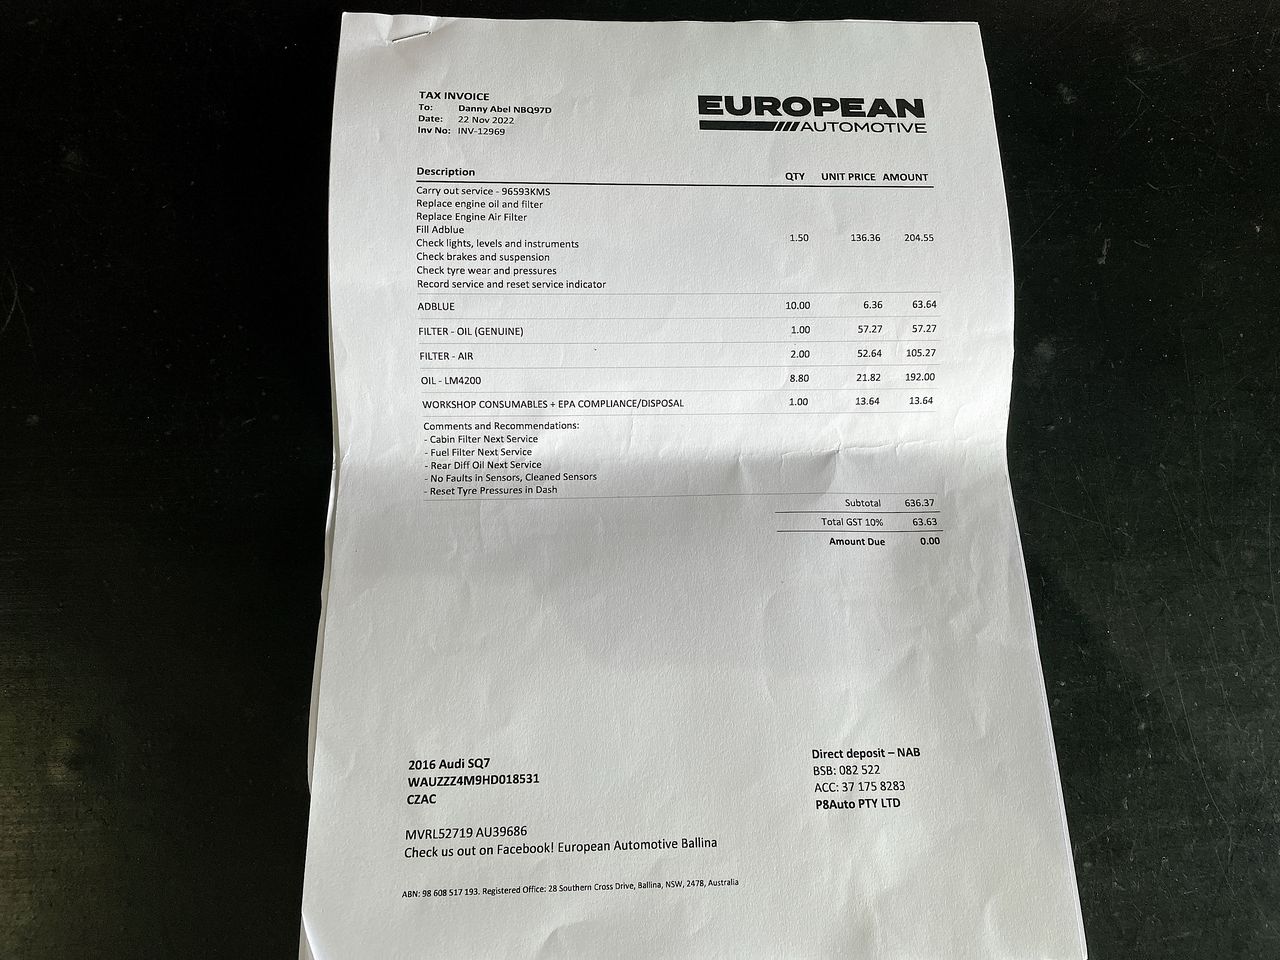 TAX INVOICE
To: Danny Abel NBQ97D
Date: 22 Nov 2022
Inv No: INV-12969
EUROPEAN
AUTOMOTIVE
Description QTY UNIT PRICE AMOUNT
Carry out service - 96593KMS
Replace engine oil and filter
Replace Engine Air Filter
Fill Adblue
Check lights, levels and instruments 1.50 136.36 204.55
Check brakes and suspension
Check tyre wear and pressures
Record service and reset service indicator
ADBLUE 10.00 6.36 63.64
FILTER - OIL (GENUINE) 1.00 57.27 57.27
FILTER - AIR 2.00 52.64 105.27
OIL - LM4200 8.80 21.82 192.00
WORKSHOP CONSUMABLES + EPA COMPLIANCE/DISPOSAL 1.00 13.64 13.64
Comments and Recommendations:
- Cabin Filter Next Service
- Fuel Filter Next Service
- Rear Diff Oil Next Service
- No Faults in Sensors, Cleaned Sensors
- Reset Tyre Pressures in Dash
Subtotal 636.37
Total GST 10% 63.63
Amount Due 0.00
2016 Audi SQ7
WAUZZZ4M9HD018531
CZAC
Direct deposit – NAB
BSB: 082 522
ACC: 37 175 8283
P8Auto PTY LTD
MVRL52719 AU39686
Check us out on Facebook! European Automotive Ballina
ABN: 98 608 517 193. Registered Office: 28 Southern Cross Drive, Ballina, NSW, 2478, Australia